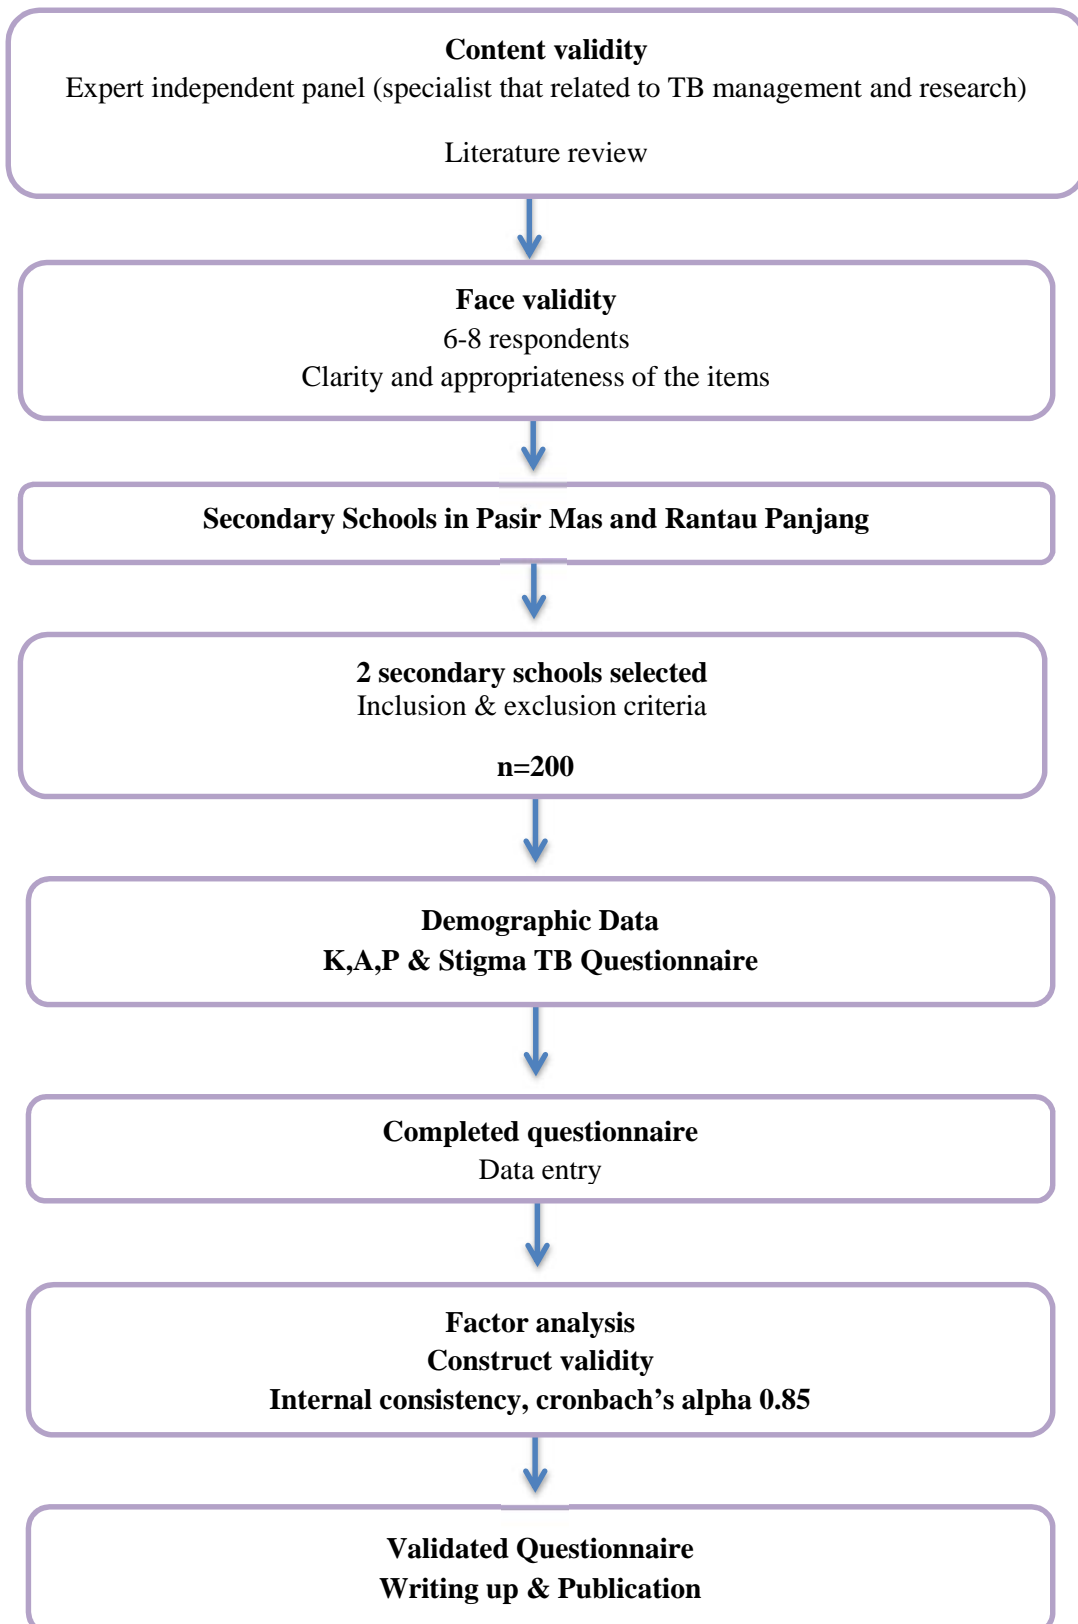 Content validity
Expert independent panel (specialist that related to TB management and research)
Literature review
Face validity
6-8 respondents
Clarity and appropriateness of the items
Secondary Schools in Pasir Mas and Rantau Panjang
2 secondary schools selected
Inclusion & exclusion criteria
n=200
Demographic Data
K,A,P & Stigma TB Questionnaire
Completed questionnaire
Data entry
Factor analysis
Construct validity
Internal consistency, cronbach’s alpha 0.85
Validated Questionnaire
Writing up & Publication